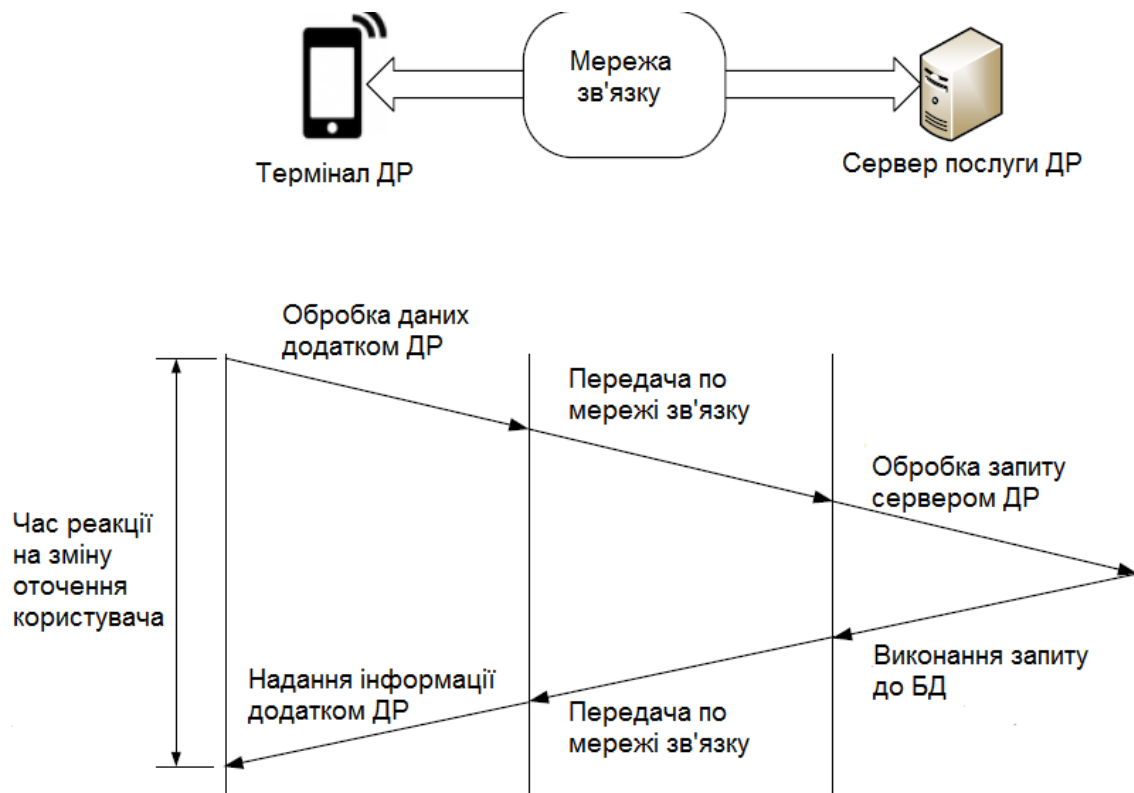 Мережа
зв'язку
Термінал ДР
Сервер послуги ДР
Обробка даних
додатком ДР
Передача по
мережі зв'язку
Обробка запиту
сервером ДР
Час реакції
на зміну
оточення
користувача
Виконання запиту
до БД
Надання інформації
додатком ДР
Передача по
мережі зв'язку